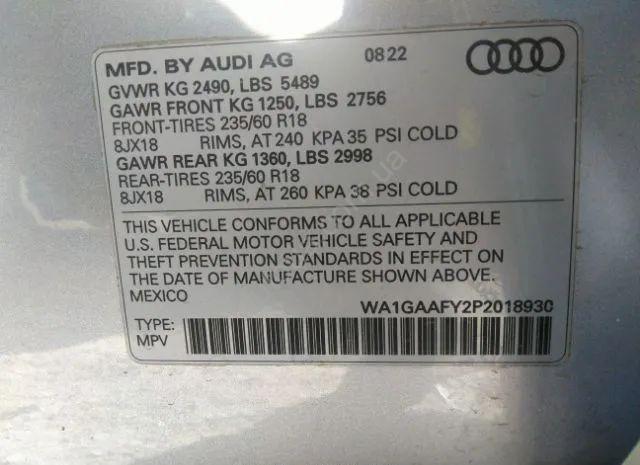 MFD. BY AUDI AG 08 22
GVWR KG 2490, LBS 5489
GAWR FRONT KG 1250, LBS 2756
FRONT-TIRES 235/60 R18
8JX18 RIMS, AT 240 KPA 35 PSI COLD
GAWR REAR KG 1360, LBS 2998
REAR-TIRES 235/60 R18
8JX18 RIMS, AT 260 KPA 38 PSI COLD
THIS VEHICLE CONFORMS TO ALL APPLICABLE
U.S. FEDERAL MOTOR VEHICLE SAFETY AND
THEFT PREVENTION STANDARDS IN EFFECT ON
THE DATE OF MANUFACTURE SHOWN ABOVE.
MEXICO
WA1GAAFY2P2018930
TYPE:
MPV